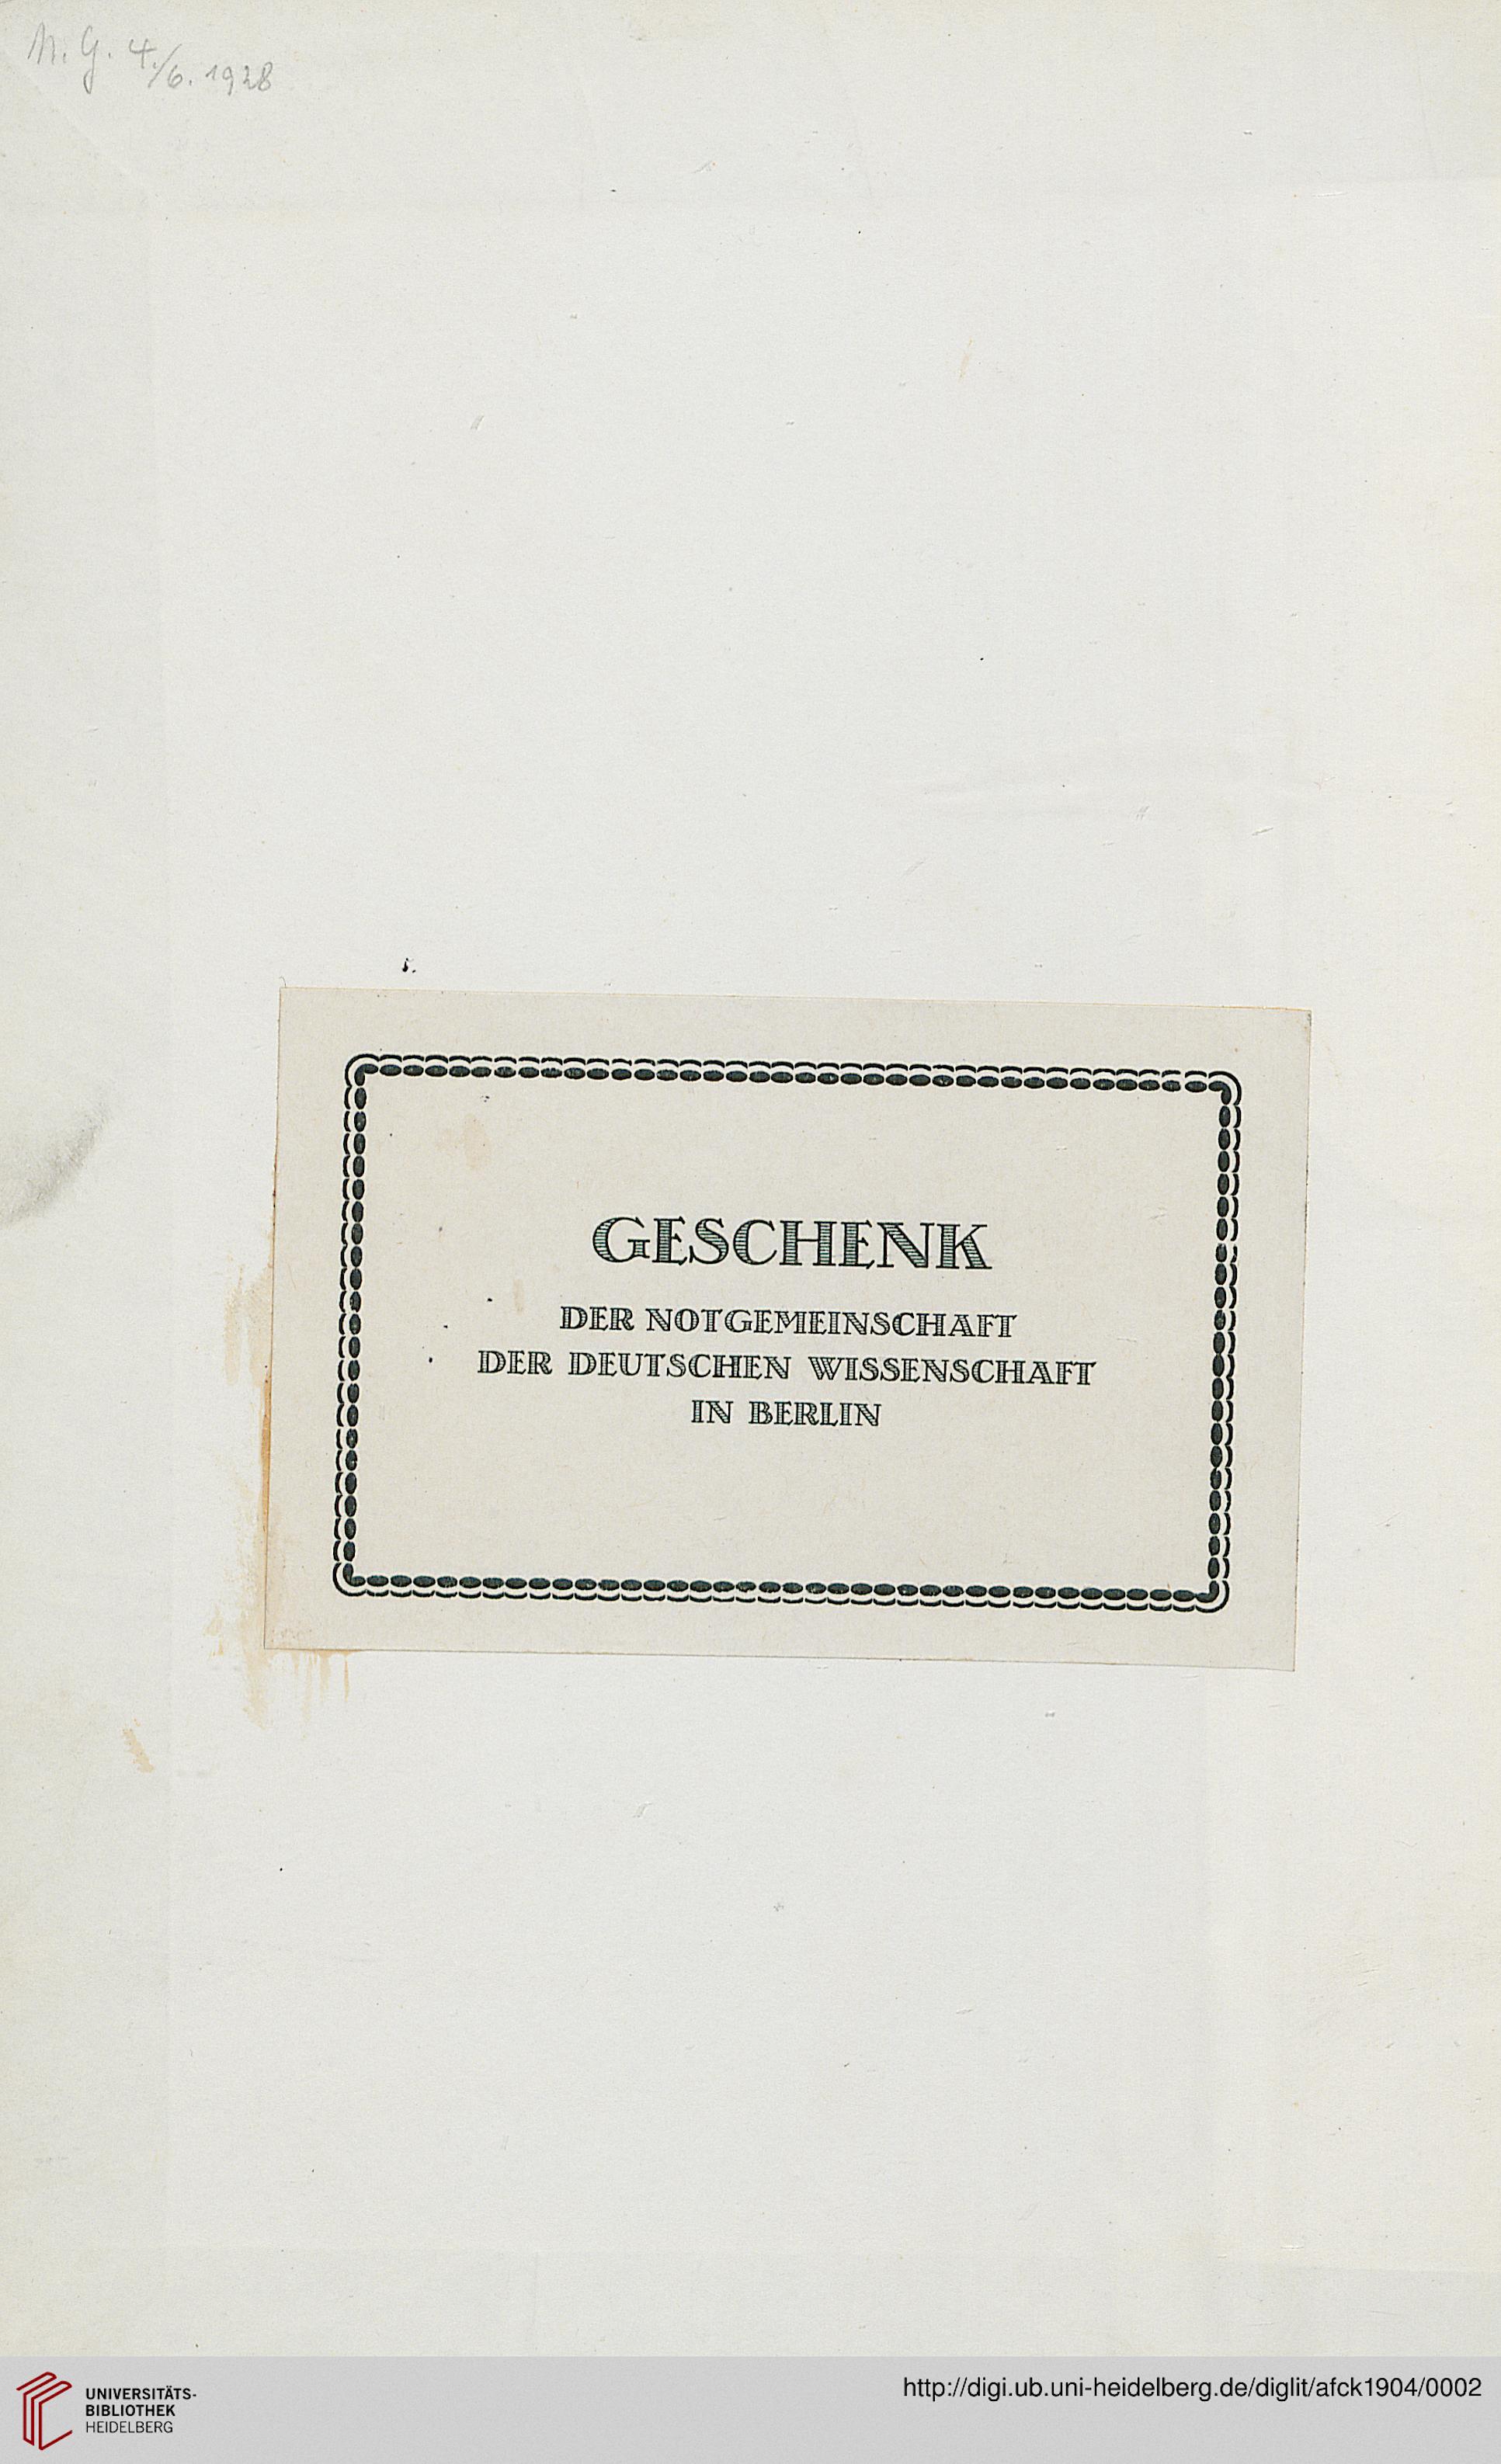 N. G. 4./6. 1928
GESCHENK
DER NOTGEMEINSCHAFT
DER DEUTSCHEN WISSENSCHAFT
IN BERLIN
UNIVERSITÄTS-
BIBLIOTHEK
HEIDELBERG
http://digi.ub.uni-heidelberg.de/diglit/afck1904/0002